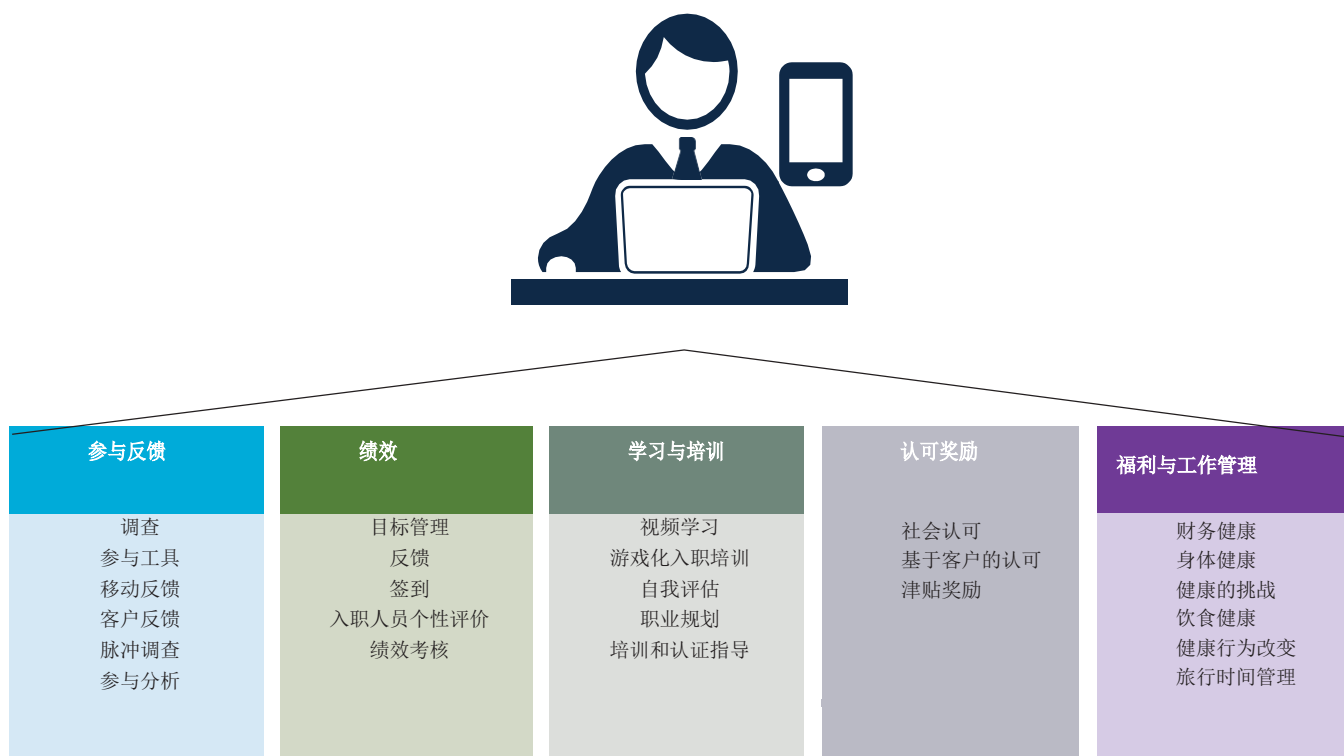 参与反馈
调查
参与工具
移动反馈
客户反馈
脉冲调查
参与分析
绩效
目标管理
反馈
签到
入职人员个性评价
绩效考核
学习与培训
视频学习
游戏化入职培训
自我评估
职业规划
培训和认证指导
认可奖励
社会认可
基于客户的认可
津贴奖励
福利与工作管理
财务健康
身体健康
健康的挑战
饮食健康
健康行为改变
旅行时间管理